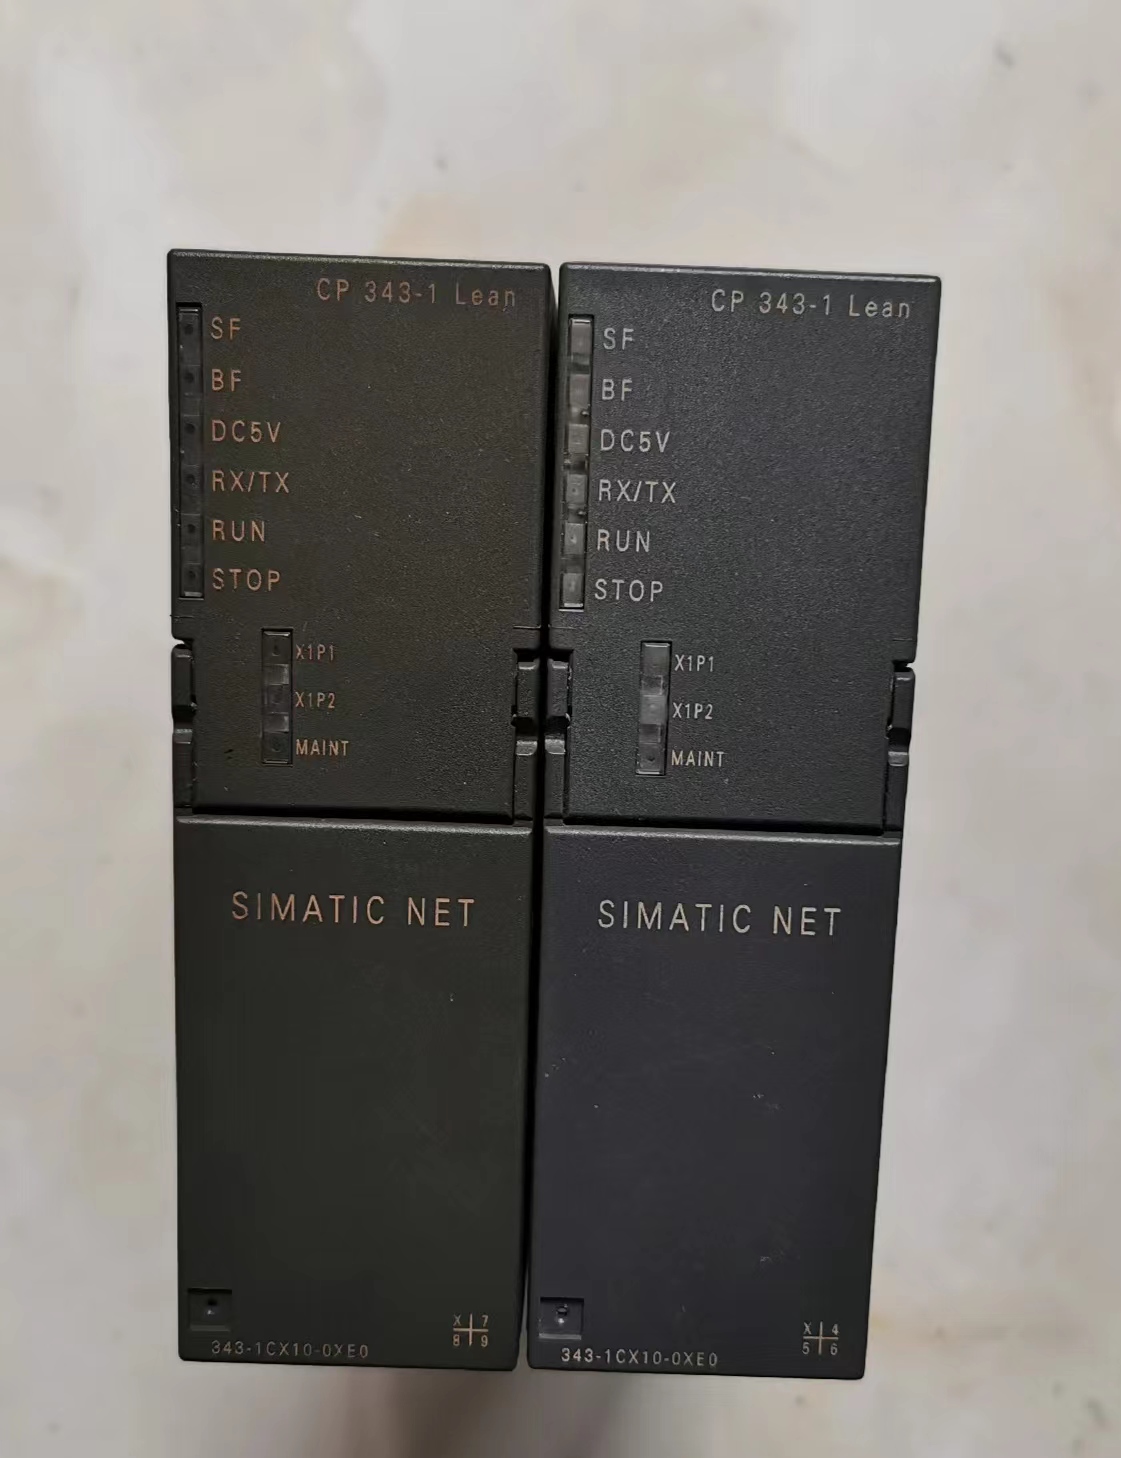 CP 343-1 Lean
SF
BF
DC5V
RX/TX
RUN
STOP
X1P1
X1P2
MAINT
SIMATIC NET
X 7
8 9
343-1CX10-0XE0
CP 343-1 Lean
SF
BF
DC5V
RX/TX
RUN
STOP
X1P1
X1P2
MAINT
SIMATIC NET
X 4
5 6
343-1CX10-0XE0